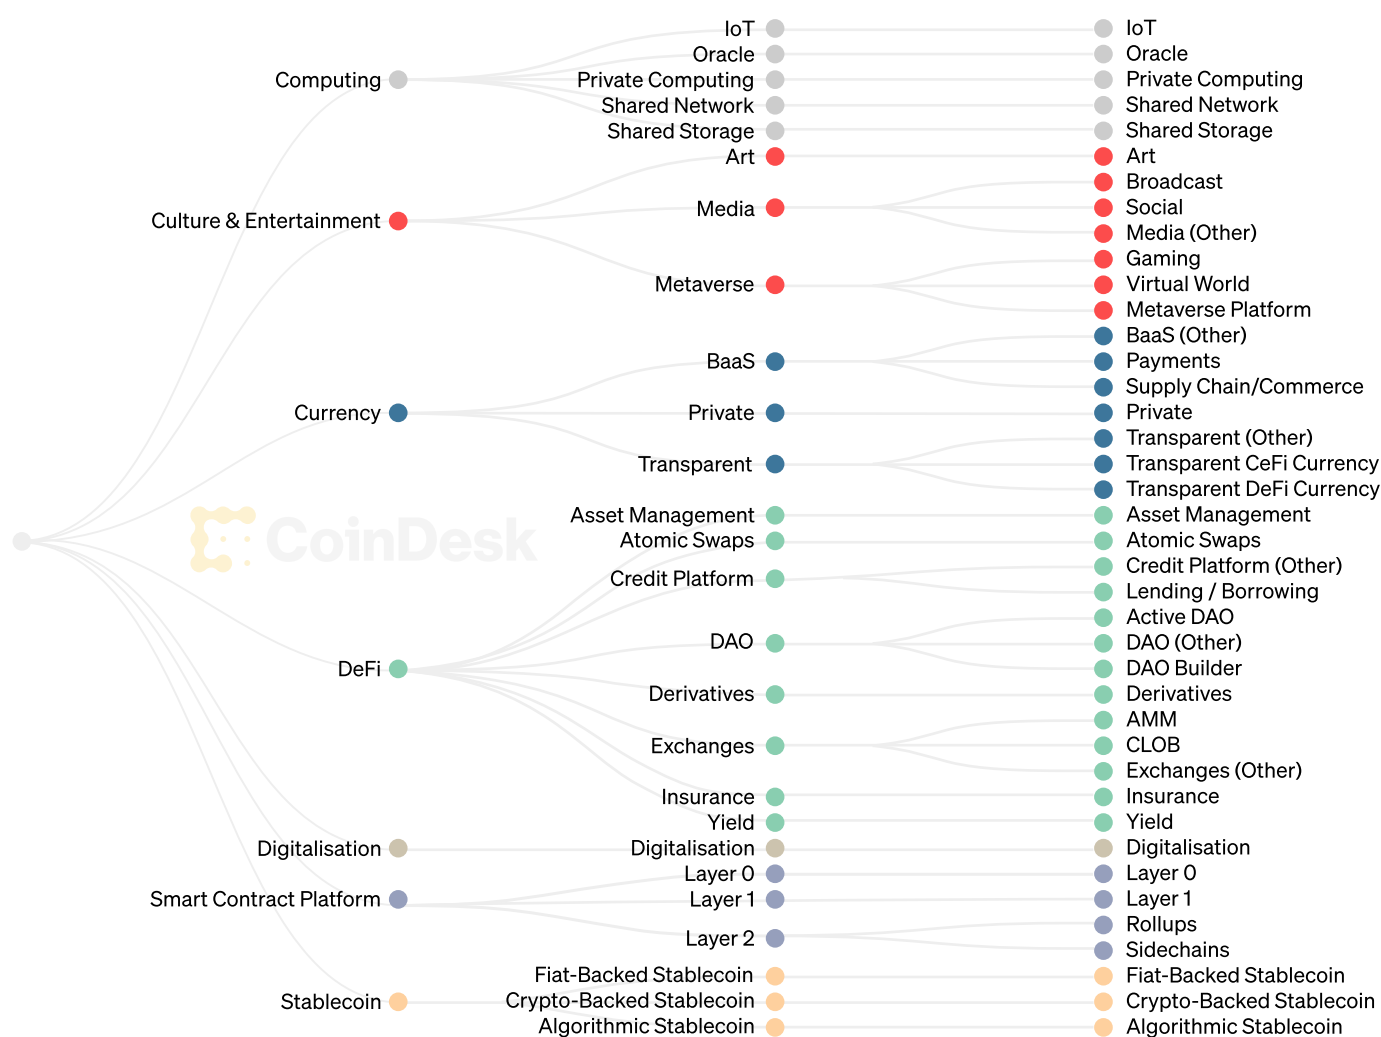 IoT
Oracle
Computing
Private Computing
Shared Network
Shared Storage
Art
Culture & Entertainment
Media
Metaverse
BaaS
Currency
Private
Transparent
CoinDesk
Asset Management
Atomic Swaps
Credit Platform
DAO
DeFi
Derivatives
Exchanges
Insurance
Yield
Digitalisation
Digitalisation
Layer 0
Smart Contract Platform
Layer 1
Layer 2
Fiat-Backed Stablecoin
Stablecoin
Crypto-Backed Stablecoin
Algorithmic Stablecoin
IoT
Oracle
Private Computing
Shared Network
Shared Storage
Art
Broadcast
Social
Media (Other)
Gaming
Virtual World
Metaverse Platform
BaaS (Other)
Payments
Supply Chain/Commerce
Private
Transparent (Other)
Transparent CeFi Currency
Transparent DeFi Currency
Asset Management
Atomic Swaps
Credit Platform (Other)
Lending / Borrowing
Active DAO
DAO (Other)
DAO Builder
Derivatives
AMM
CLOB
Exchanges (Other)
Insurance
Yield
Digitalisation
Layer 0
Layer 1
Rollups
Sidechains
Fiat-Backed Stablecoin
Crypto-Backed Stablecoin
Algorithmic Stablecoin